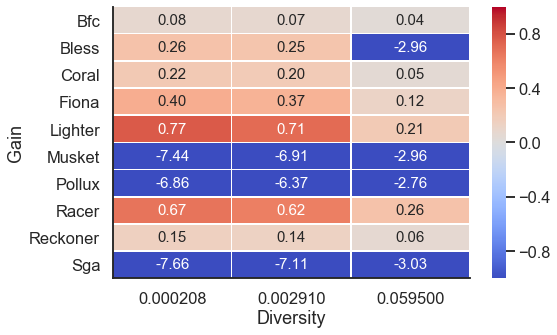 Bfc 0.08 0.07 0.04
Bless 0.26 0.25 -2.96
Coral 0.22 0.20 0.05
Fiona 0.40 0.37 0.12
Lighter 0.77 0.71 0.21
Musket -7.44 -6.91 -2.96
Pollux -6.86 -6.37 -2.76
Racer 0.67 0.62 0.26
Reckoner 0.15 0.14 0.06
Sga -7.66 -7.11 -3.03
Gain
0.000208 0.002910 0.059500
Diversity
0.8
0.4
0.0
−0.4
−0.8